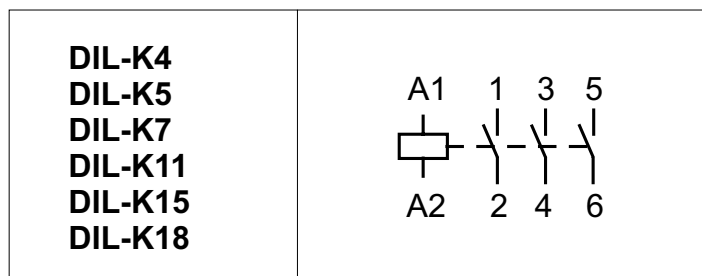 DIL-K4
DIL-K5
DIL-K7
DIL-K11
DIL-K15
DIL-K18
A1 1 3 5
A2 2 4 6